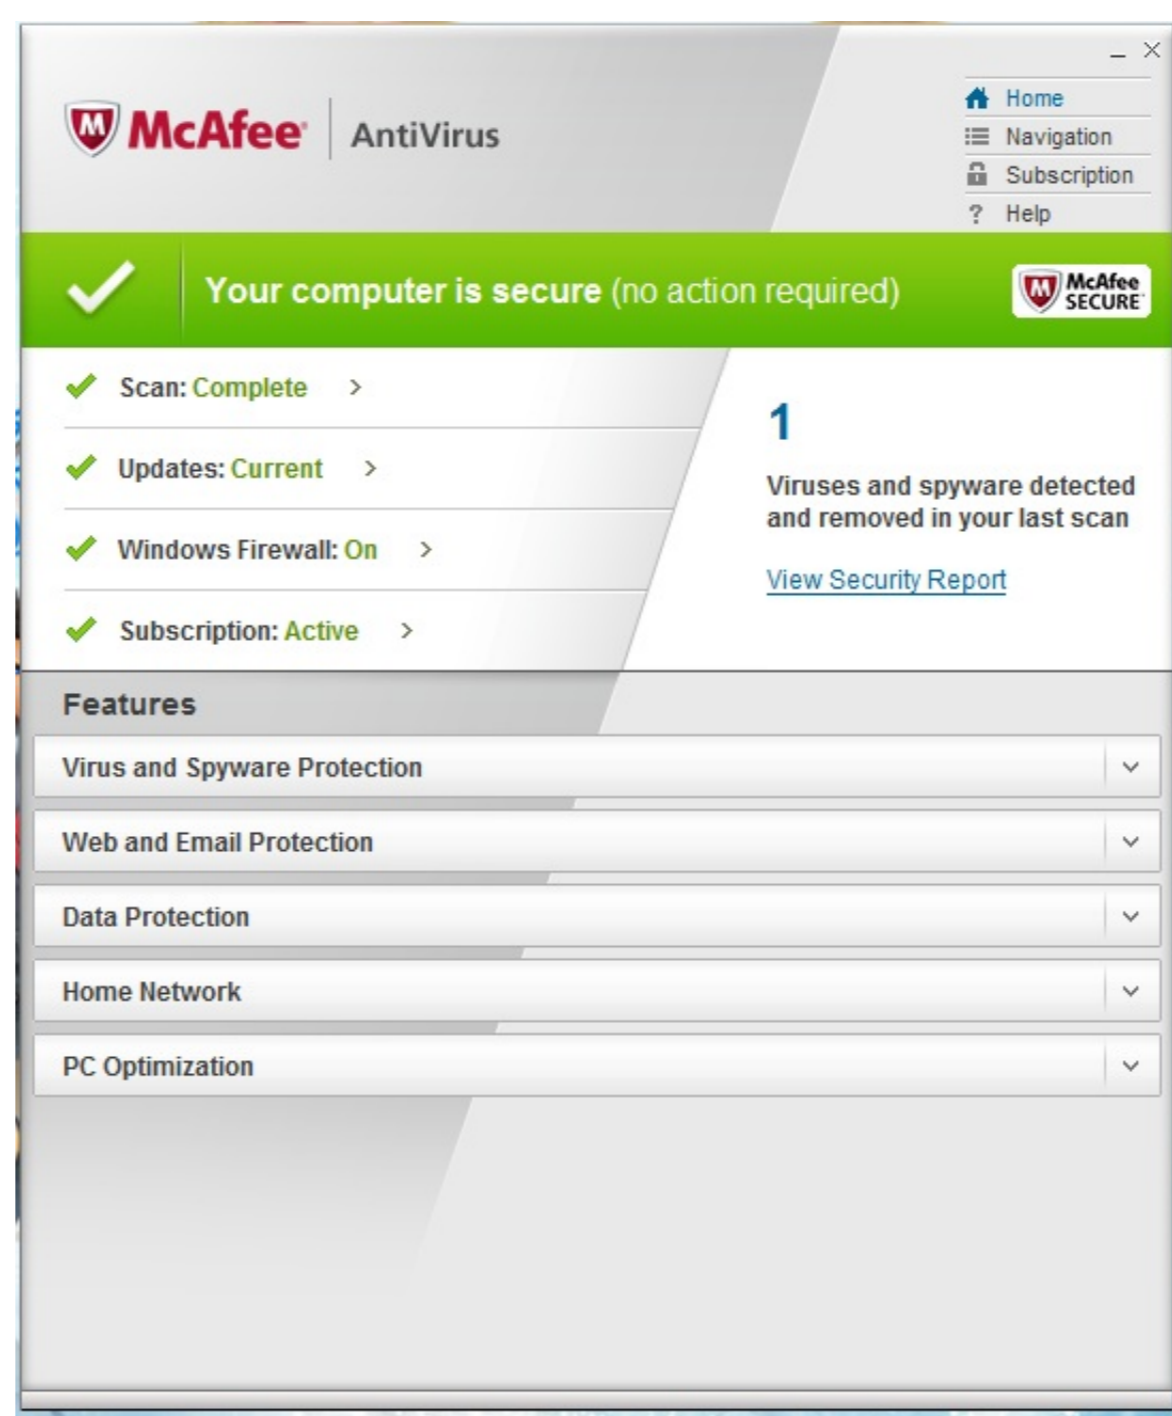 McAfee | AntiVirus
Home
Navigation
Subscription
? Help
Your computer is secure (no action required)
McAfee
SECURE
Scan: Complete >
Updates: Current >
Windows Firewall: On >
Subscription: Active >
1
Viruses and spyware detected
and removed in your last scan
View Security Report
Features
Virus and Spyware Protection
Web and Email Protection
Data Protection
Home Network
PC Optimization